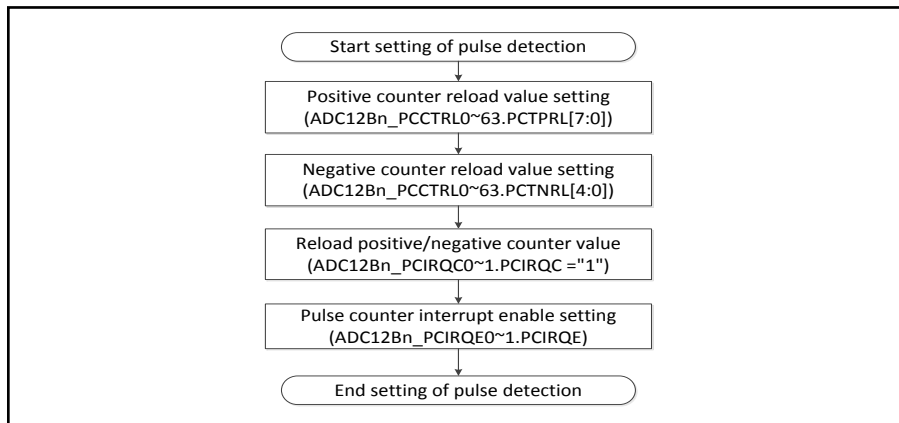 Start setting of pulse detection
Positive counter reload value setting
(ADC12Bn_PCCTRL0~63.PCTPRL[7:0])
Negative counter reload value setting
(ADC12Bn_PCCTRL0~63.PCTNRL[4:0])
Reload positive/negative counter value
(ADC12Bn_PCIRQC0~1.PCIRQC ="1")
Pulse counter interrupt enable setting
(ADC12Bn_PCIRQE0~1.PCIRQE)
End setting of pulse detection